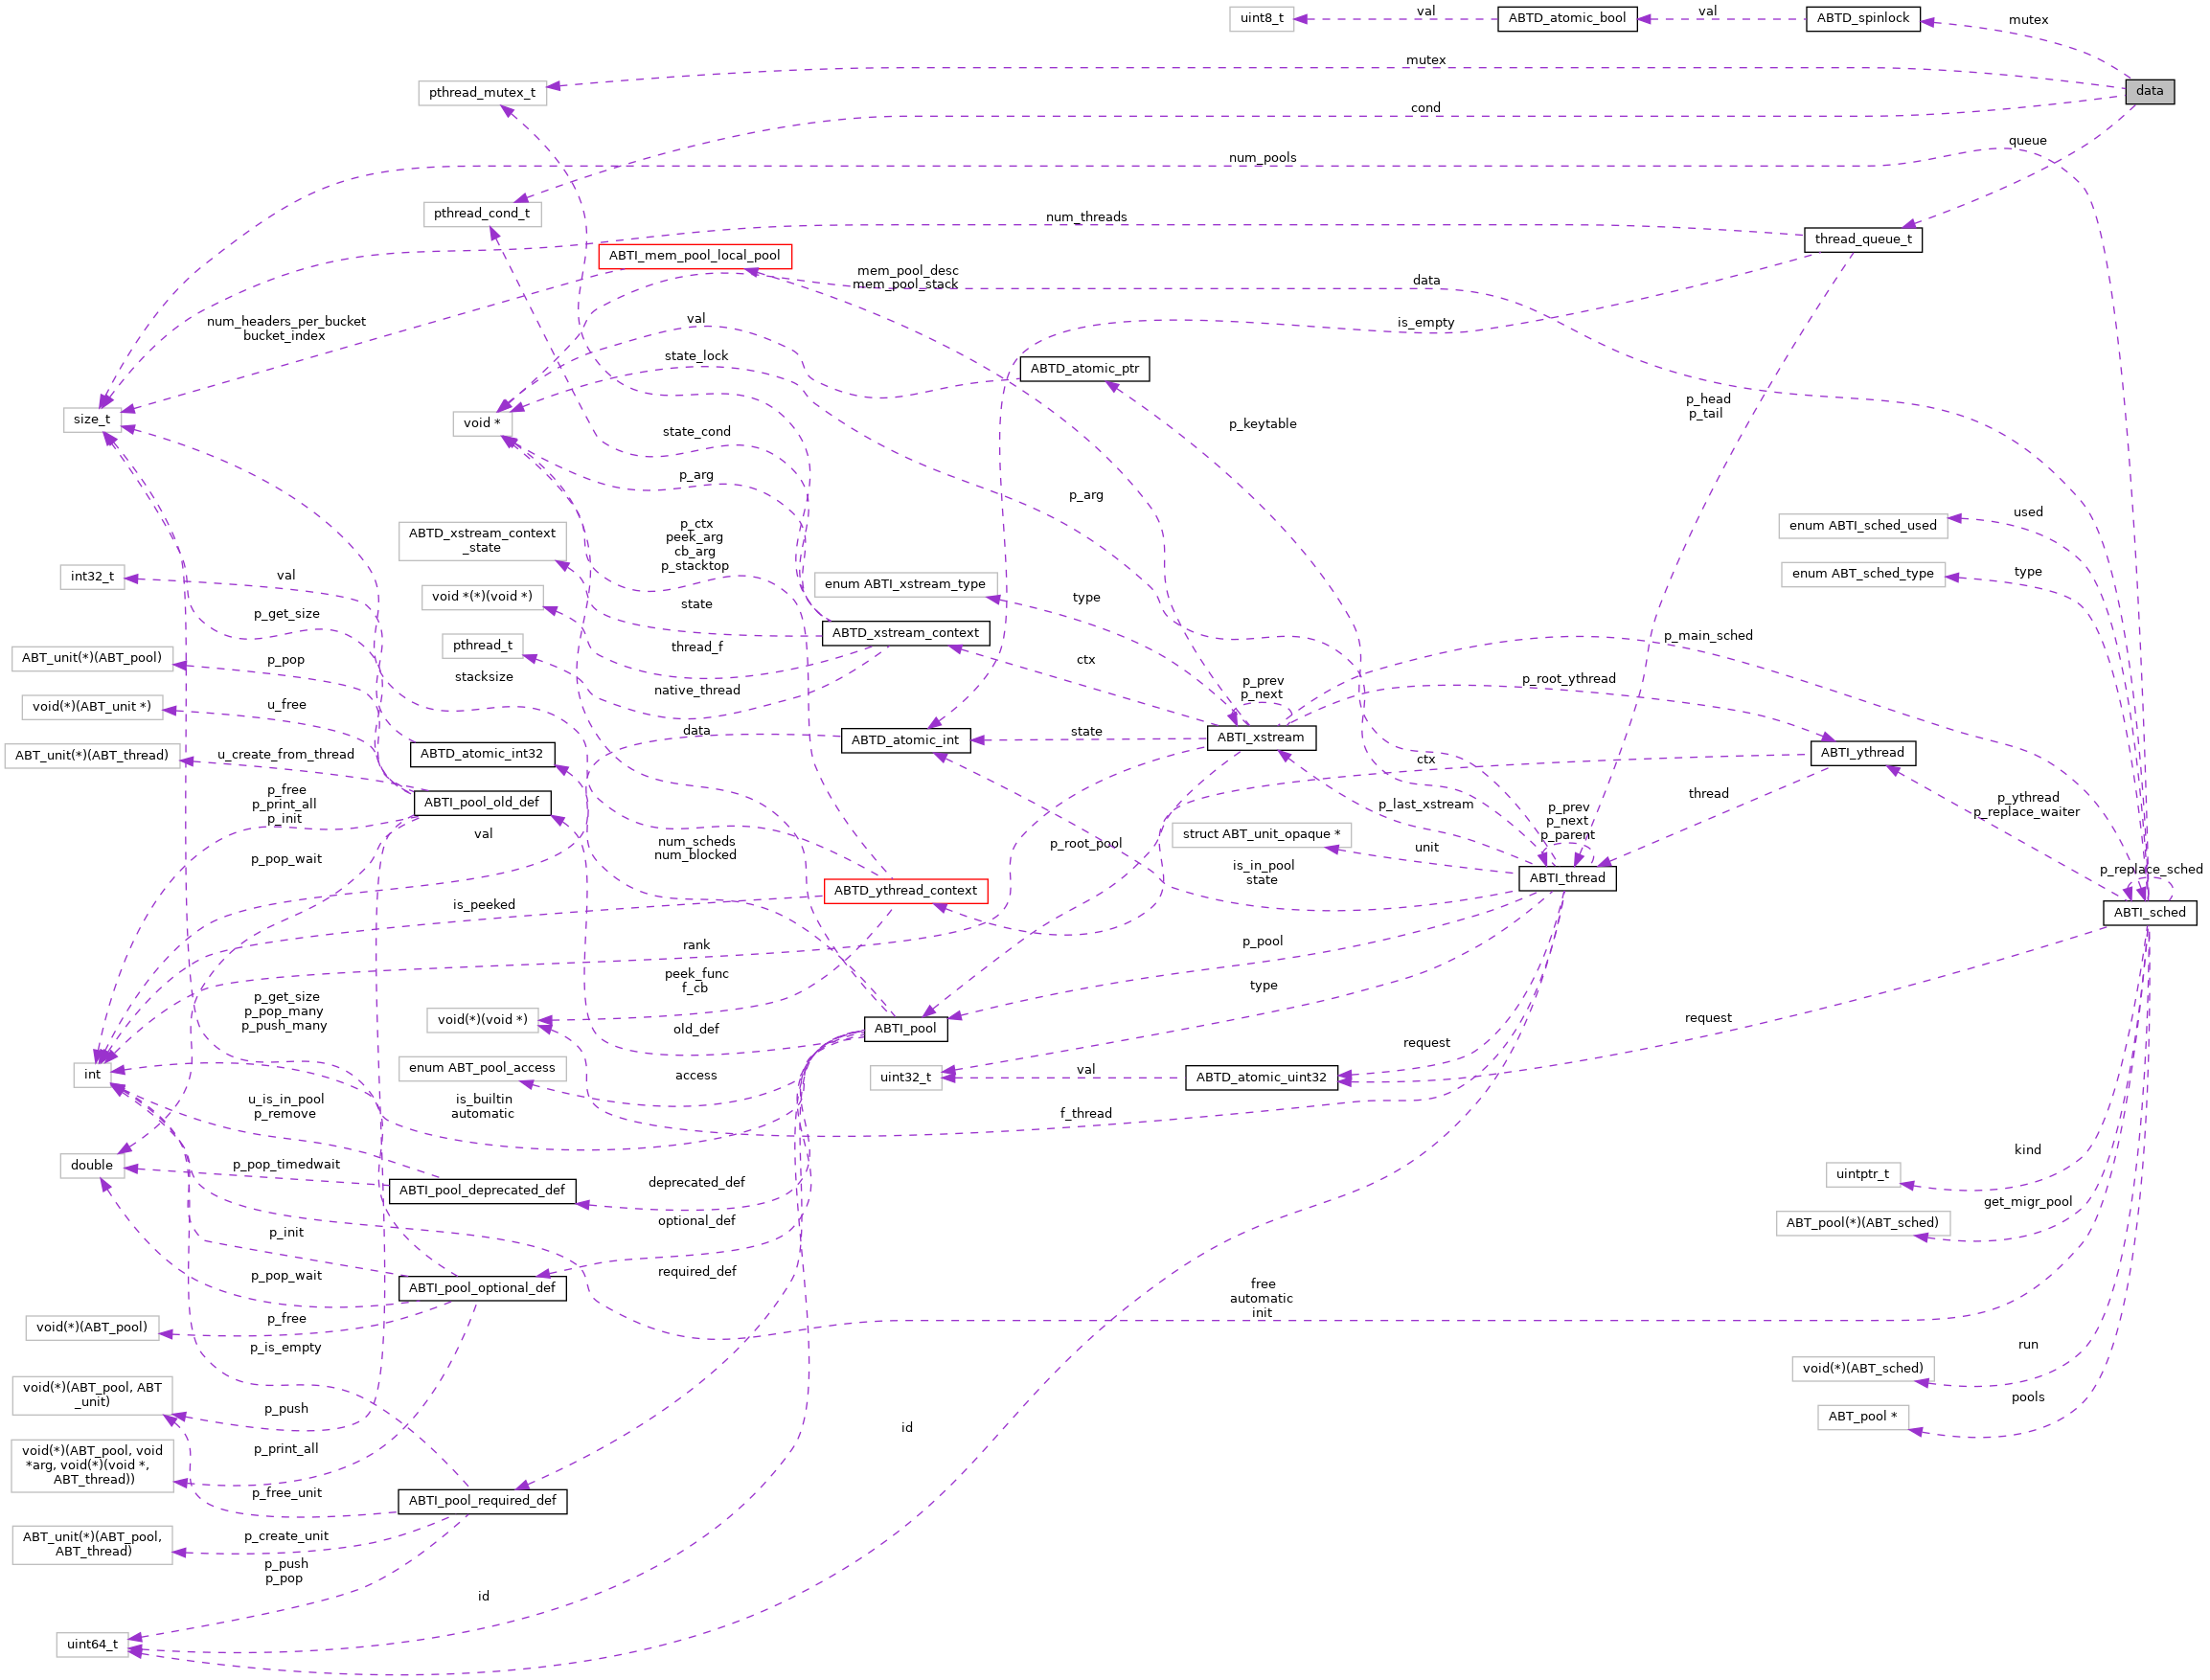 uint8_t
val
ABTD_atomic_bool
val
ABTD_spinlock
mutex
pthread_mutex_t
mutex
data
cond
queue
num_pools
pthread_cond_t
num_threads
thread_queue_t
ABTI_mem_pool_local_pool
mem_pool_desc
mem_pool_stack
data
num_headers_per_bucket
bucket_index
val
is_empty
state_lock
ABTD_atomic_ptr
size_t
void *
state_cond
p_keytable
p_head
p_tail
p_arg
p_arg
used
enum ABTI_sched_used
ABTD_xstream_context
_state
p_ctx
peek_arg
cb_arg
p_stacktop
int32_t
val
enum ABTI_xstream_type
type
enum ABT_sched_type
type
void *(*)(void *)
state
p_get_size
ABTD_xstream_context
p_main_sched
pthread_t
thread_f
ABT_unit(*)(ABT_pool)
p_pop
stacksize
ctx
native_thread
p_prev
p_next
p_root_ythread
void(*)(ABT_unit *)
u_free
data
ABTD_atomic_int
state
ABTI_xstream
ABT_unit(*)(ABT_thread)
u_create_from_thread
ABTD_atomic_int32
ctx
ABTI_ythread
p_free
p_print_all
p_init
ABTI_pool_old_def
thread
p_last_xstream
p_prev
p_next
p_parent
p_ythread
p_replace_waiter
val
struct ABT_unit_opaque *
num_scheds
num_blocked
p_root_pool
unit
p_pop_wait
is_in_pool
state
ABTI_thread
p_replace_sched
ABTD_ythread_context
is_peeked
ABTI_sched
rank
p_pool
peek_func
f_cb
type
p_get_size
p_pop_many
p_push_many
void(*)(void *)
old_def
ABTI_pool
request
request
int
enum ABT_pool_access
access
uint32_t
val
ABTD_atomic_uint32
u_is_in_pool
p_remove
is_builtin
automatic
f_thread
double
p_pop_timedwait
ABTI_pool_deprecated_def
deprecated_def
kind
uintptr_t
optional_def
get_migr_pool
ABT_pool(*)(ABT_sched)
p_init
p_pop_wait
required_def
ABTI_pool_optional_def
free
automatic
init
void(*)(ABT_pool)
p_free
p_is_empty
run
void(*)(ABT_sched)
void(*)(ABT_pool, ABT
_unit)
p_push
pools
ABT_pool *
id
void(*)(ABT_pool, void
*arg, void(*)(void *,
ABT_thread))
p_print_all
p_free_unit
ABTI_pool_required_def
ABT_unit(*)(ABT_pool,
ABT_thread)
p_create_unit
p_push
p_pop
id
uint64_t